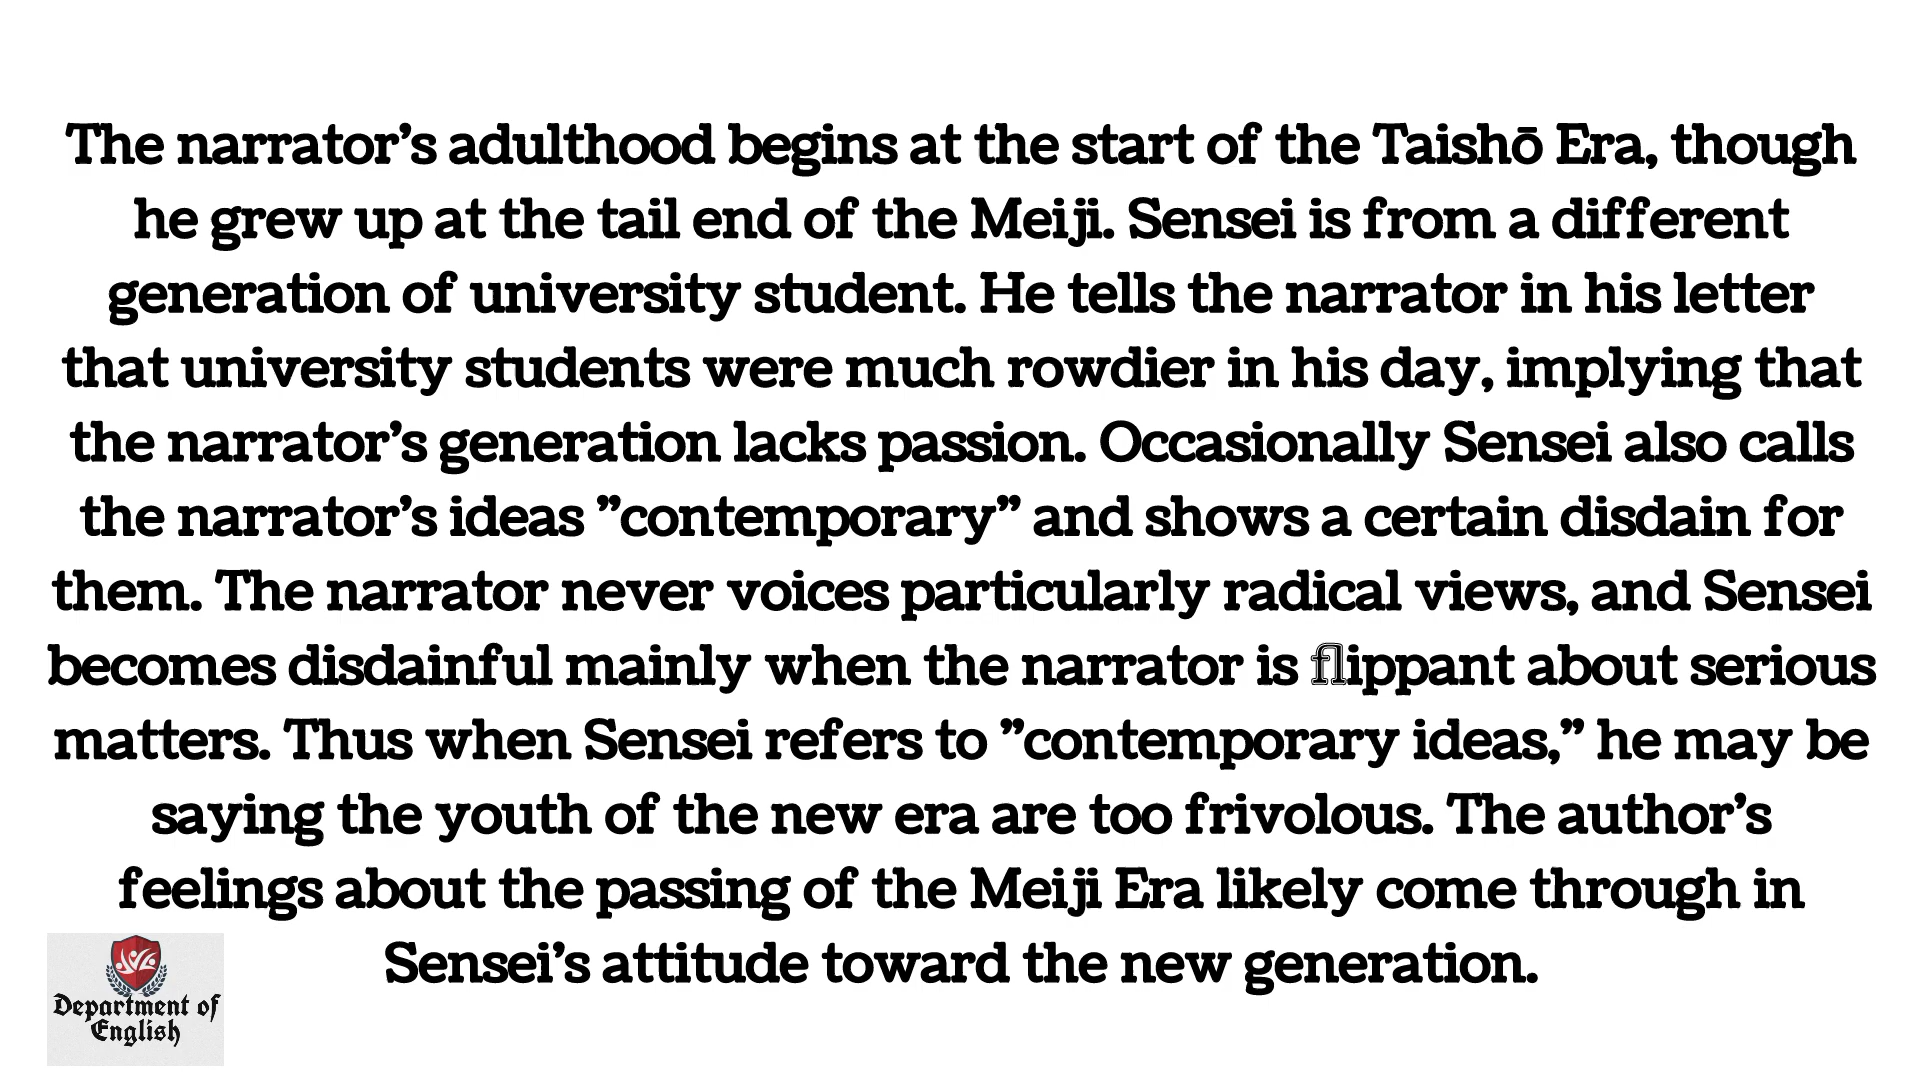 The narrator’s adulthood begins at the start of the Taishō Era, though
he grew up at the tail end of the Meiji. Sensei is from a different
generation of university student. He tells the narrator in his letter
that university students were much rowdier in his day, implying that
the narrator’s generation lacks passion. Occasionally Sensei also calls
the narrator’s ideas ”contemporary” and shows a certain disdain for
them. The narrator never voices particularly radical views, and Sensei
becomes disdainful mainly when the narrator is flippant about serious
matters. Thus when Sensei refers to ”contemporary ideas,” he may be
saying the youth of the new era are too frivolous. The author’s
feelings about the passing of the Meiji Era likely come through in
Sensei’s attitude toward the new generation.
Department of
English